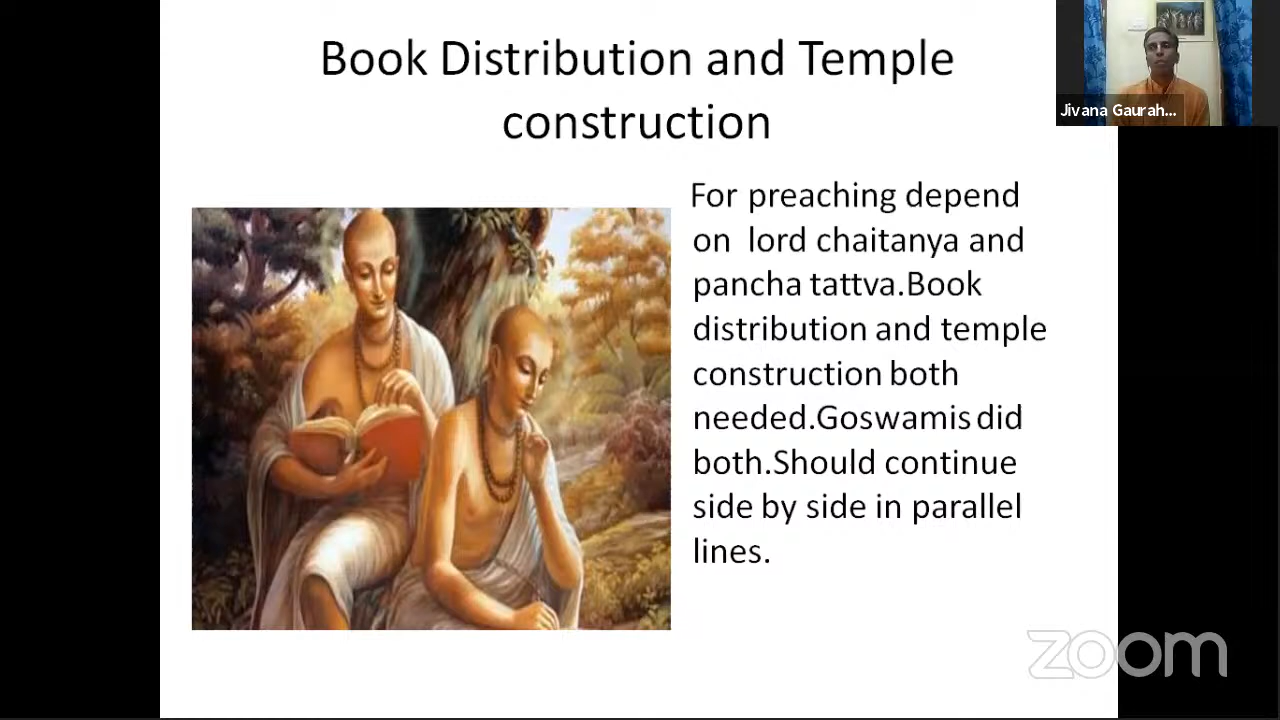 Book Distribution and Temple
construction
Jivana Gaurah...
For preaching depend
on lord chaitanya and
pancha tattva.Book
distribution and temple
construction both
needed.Goswamis did
both.Should continue
side by side in parallel
lines.
zoom